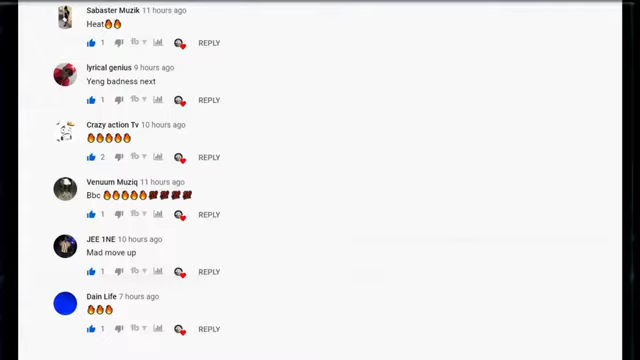 Sabaster Muzik 11 hours ago
Heat🔥🔥
1 REPLY
lyrical genius 9 hours ago
Yeng badness next
1 REPLY
Crazy action Tv 10 hours ago
🔥🔥🔥🔥🔥
2 REPLY
Venuum Muziq 11 hours ago
Bbc 🔥🔥🔥🔥🔥
1 REPLY
JEE 1NE 10 hours ago
Mad move up
1 REPLY
Dain Life 7 hours ago
🔥🔥🔥
1 REPLY